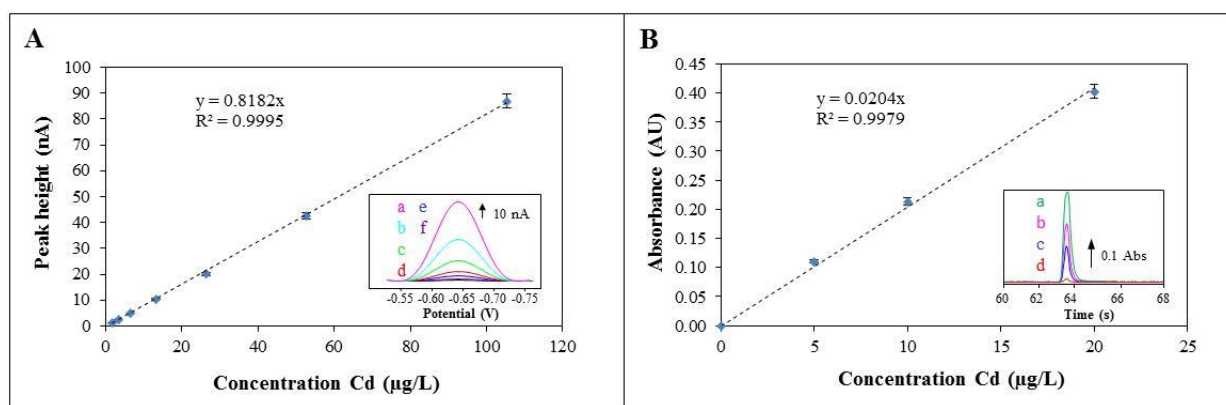 A
100
90
80
70
60
50
40
30
20
10
0
0 20 40 60 80 100 120
Peak height (nA)
Concentration Cd (µg/L)
y = 0.8182x
R² = 0.9995
a e
b f
c
d
10 nA
-0.55 -0.60 -0.65 -0.70 -0.75
Potential (V)
B
0.45
0.40
0.35
0.30
0.25
0.20
0.15
0.10
0.05
0.00
0 5 10 15 20 25
Absorbance (AU)
Concentration Cd (µg/L)
y = 0.0204x
R² = 0.9979
a
b
c
d
0.1 Abs
60 62 64 66 68
Time (s)